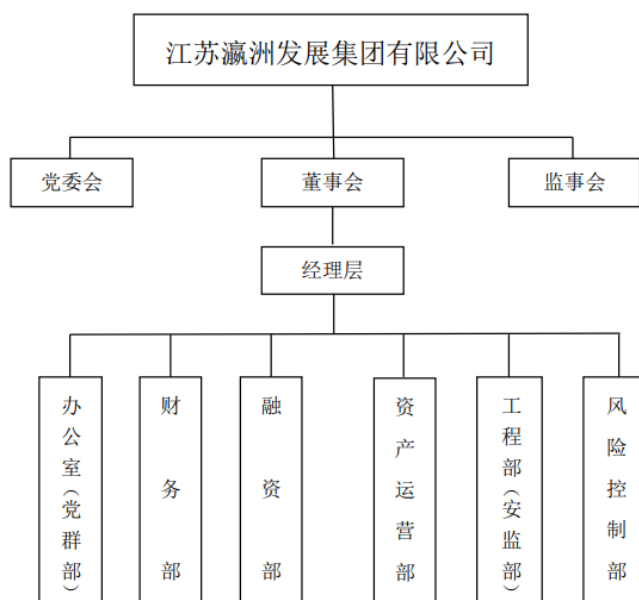 江苏瀛洲发展集团有限公司
党委会
董事会
监事会
经理层
办公室(党群部)
财务部
融资部
资产运营部
工程部(安监部)
风险控制部